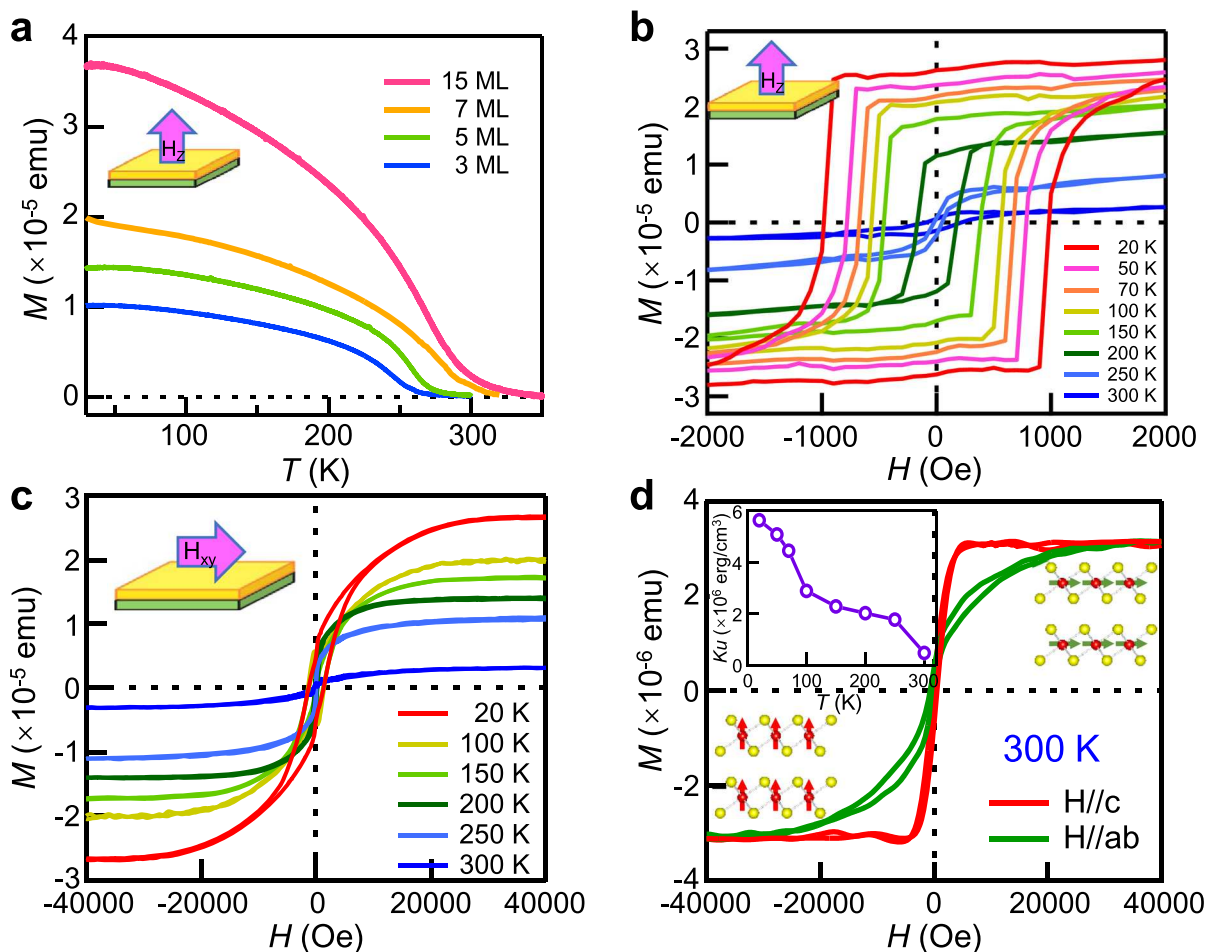 a
4
3
2
1
0
M (×10-5 emu)
100
200
300
T (K)
15 ML
7 ML
5 ML
3 ML
HZ
b
3
2
1
0
-1
-2
-3
M (×10-5 emu)
-2000
-1000
0
1000
2000
H (Oe)
HZ
20 K
50 K
70 K
100 K
150 K
200 K
250 K
300 K
c
3
2
1
0
-1
-2
-3
M (×10-5 emu)
-40000
-20000
0
20000
40000
H (Oe)
Hxy
20 K
100 K
150 K
200 K
250 K
300 K
d
4
2
0
-2
-4
M (×10-6 emu)
-40000
-20000
0
20000
40000
H (Oe)
6
4
2
0
Ku (×106 erg/cm3)
0
100
200
300
T (K)
300 K
H//c
H//ab